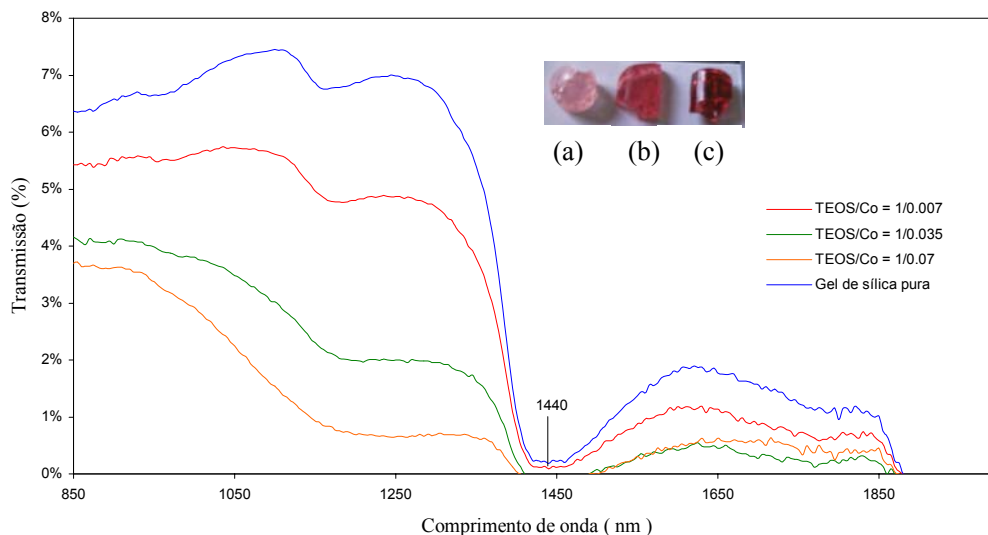 8%
7%
6%
5%
4%
3%
2%
1%
0%
Transmissão (%)
(a) (b) (c)
TEOS/Co = 1/0.007
TEOS/Co = 1/0.035
TEOS/Co = 1/0.07
Gel de sílica pura
1440
850 1050 1250 1450 1650 1850
Comprimento de onda ( nm )